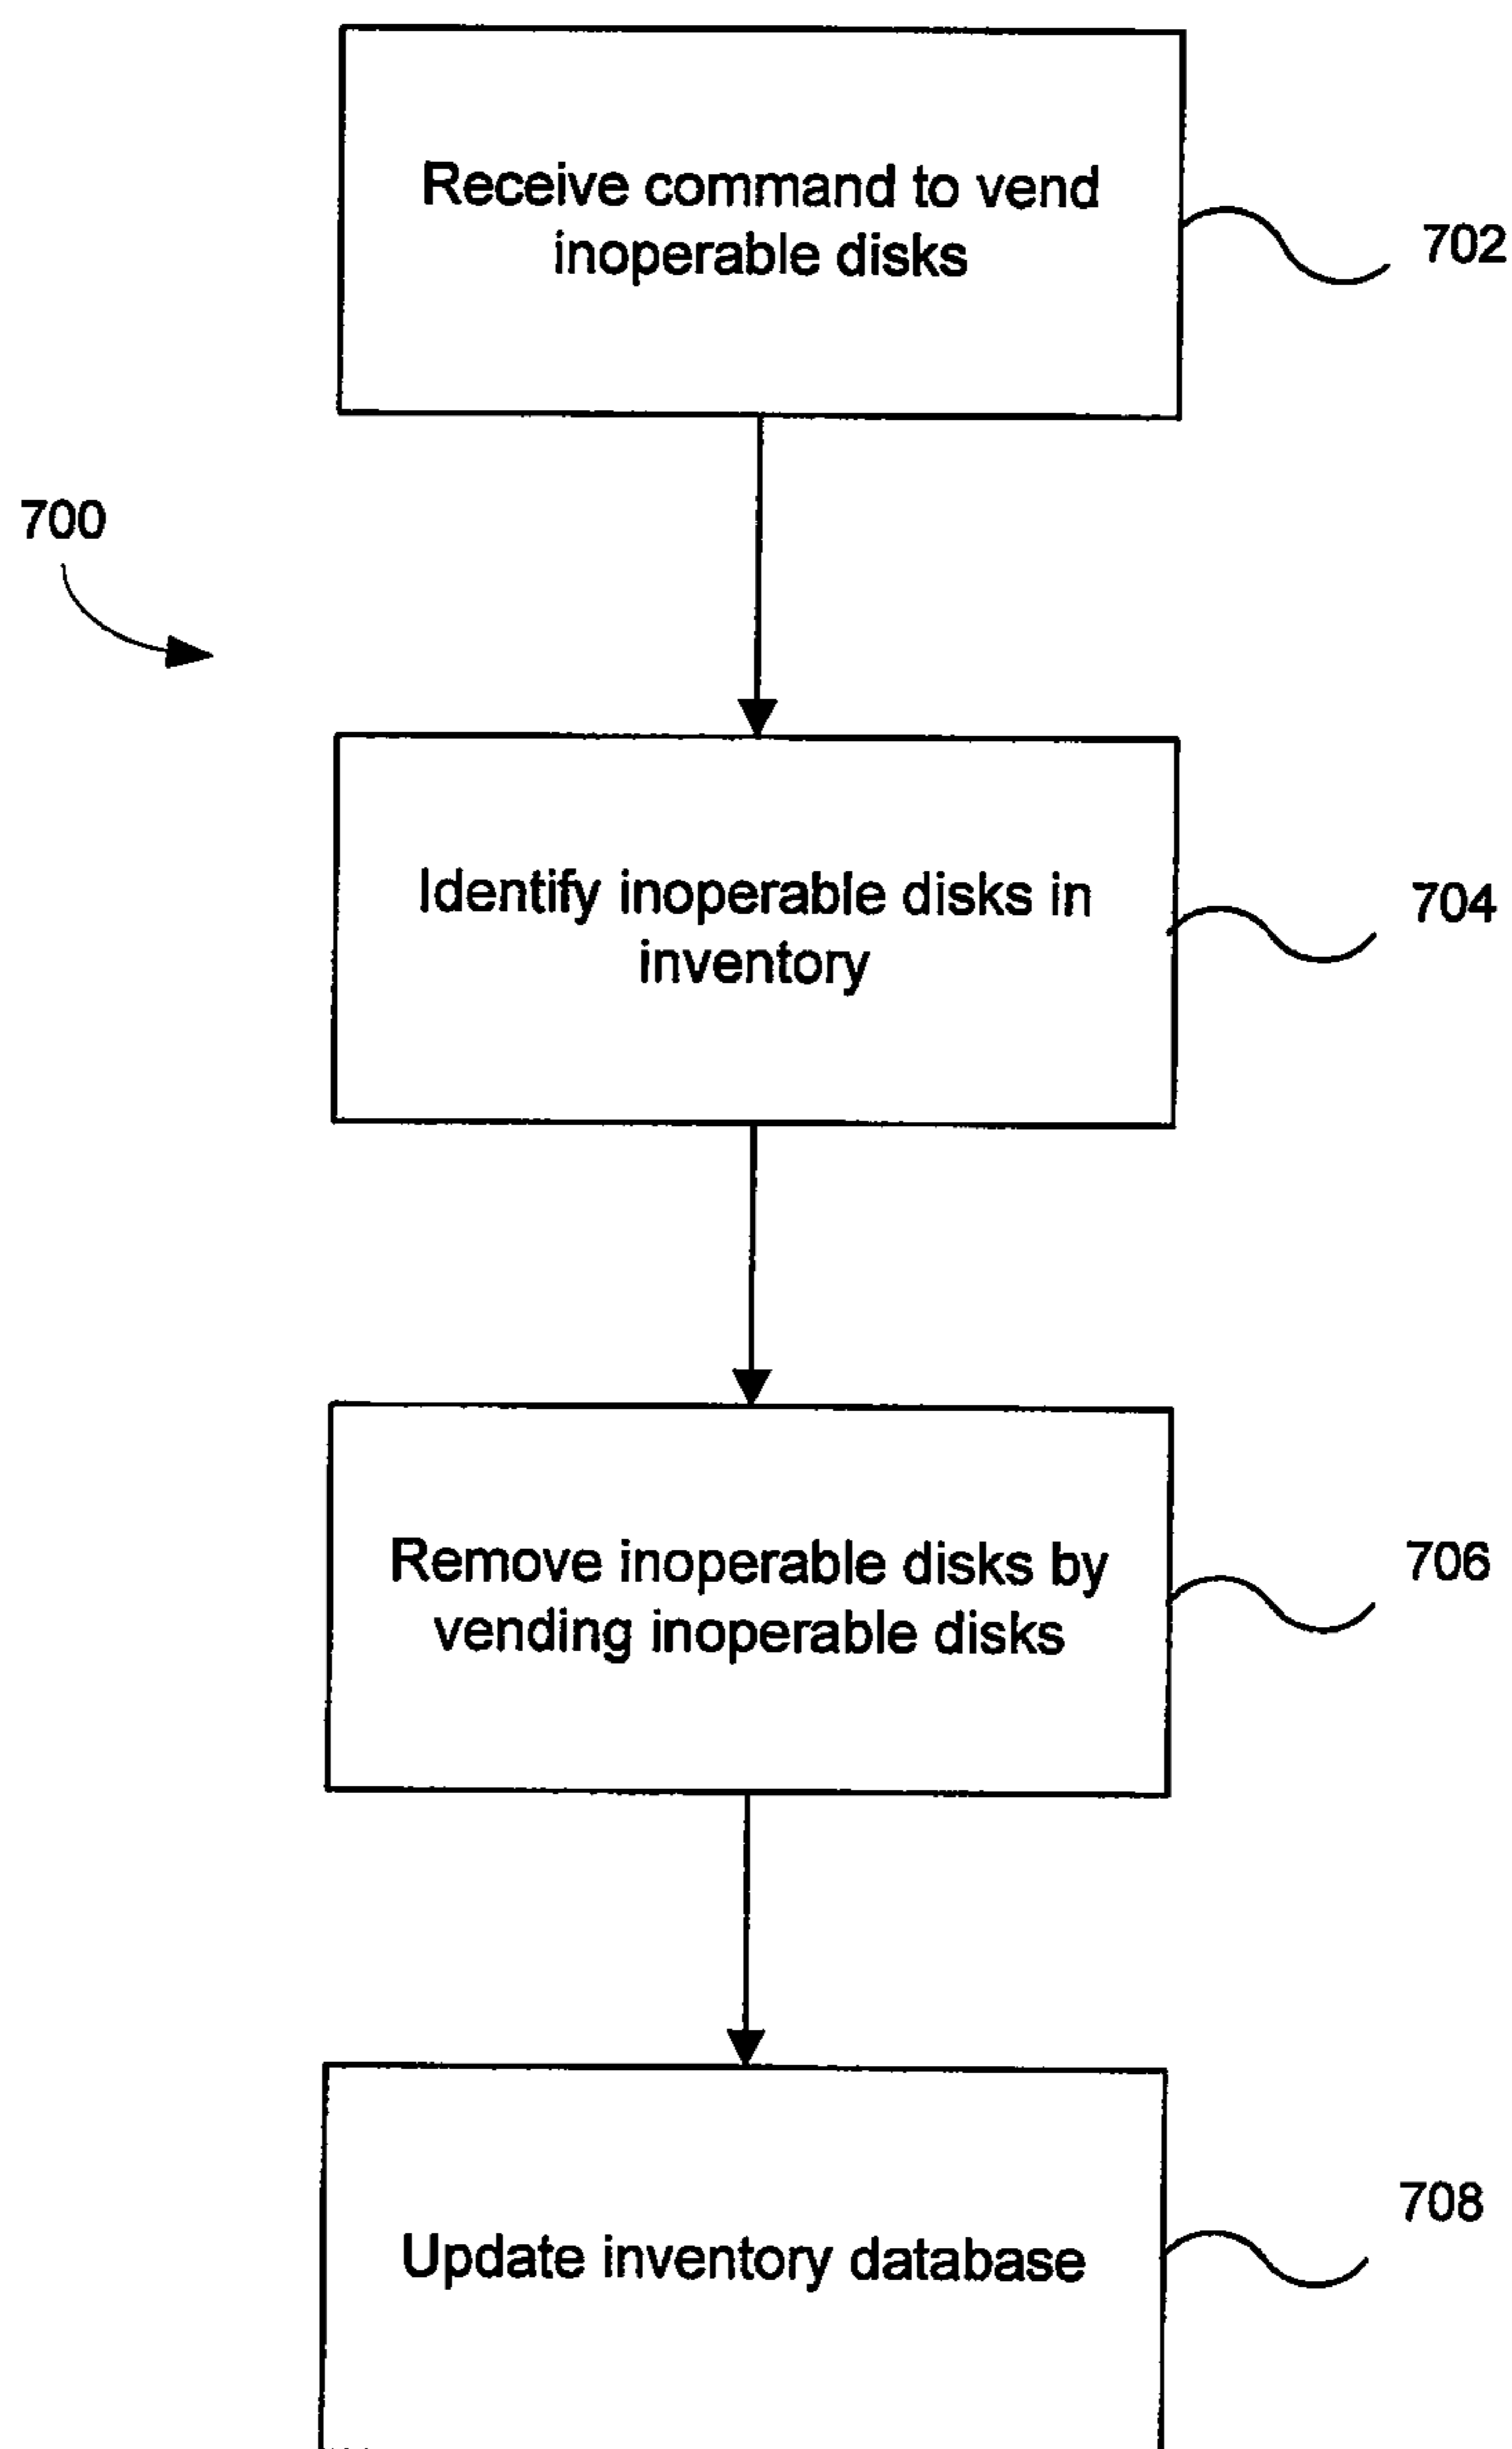 Receive command to vend
inoperable disks
702
700
Identify inoperable disks in
inventory
704
Remove inoperable disks by
vending inoperable disks
706
Update inventory database
708